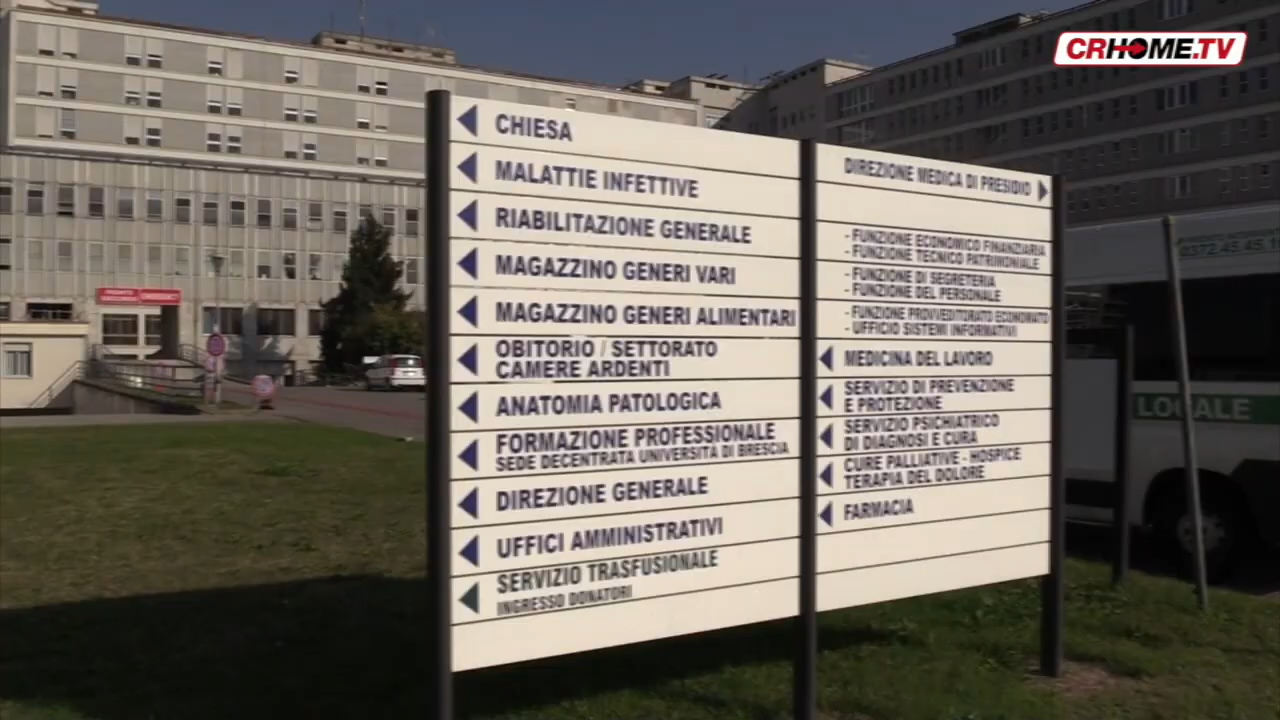 CRHOME.TV
CHIESA
MALATTIE INFETTIVE
RIABILITAZIONE GENERALE
MAGAZZINO GENERI VARI
MAGAZZINO GENERI ALIMENTARI
OBITORIO / SETTORATO
CAMERE ARDENTI
ANATOMIA PATOLOGICA
FORMAZIONE PROFESSIONALE
SEDE DECENTRATA UNIVERSITÀ DI BRESCIA
DIREZIONE GENERALE
UFFICI AMMINISTRATIVI
SERVIZIO TRASFUSIONALE
INGRESSO DONATORI
DIREZIONE MEDICA DI PRESIDIO
- FUNZIONE ECONOMICO FINANZIARIA
- FUNZIONE TECNICO PATRIMONIALE
- FUNZIONE DI SEGRETERIA
- FUNZIONE DEL PERSONALE
- FUNZIONE PROVVEDITORATO ECONOMATO
- UFFICIO SISTEMI INFORMATIVI
MEDICINA DEL LAVORO
SERVIZIO DI PREVENZIONE
E PROTEZIONE
SERVIZIO PSICHIATRICO
DI DIAGNOSI E CURA
CURE PALLIATIVE - HOSPICE
TERAPIA DEL DOLORE
FARMACIA
LOCALE